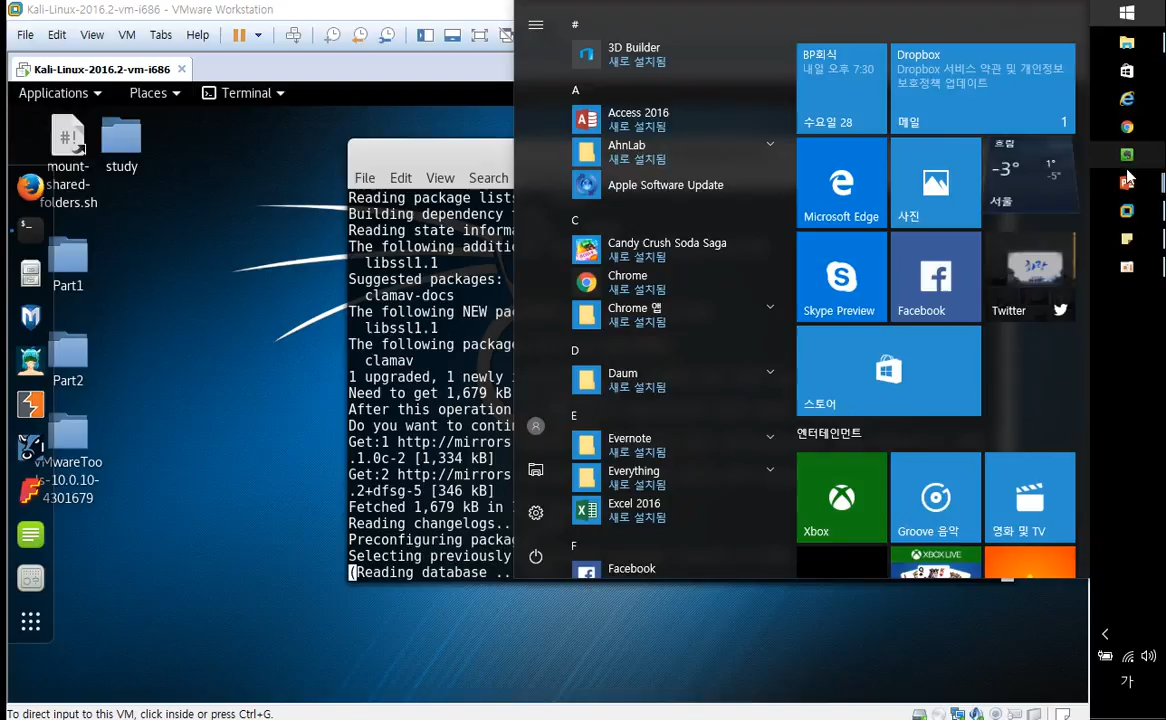 Kali-Linux-2016.2-vm-i686 - VMware Workstation
File Edit View VM Tabs Help
Kali-Linux-2016.2-vm-i686
Applications Places Terminal
mount-
shared-
folders.sh
study
Part1
Part2
VMwareToo
ls-10.0.10-
4301679
File Edit View Search
Reading package lists
Building dependency
Reading state informa
The following additi
libssl1.1
Suggested packages:
clamav-docs
The following NEW pa
libssl1.1
The following package
clamav
1 upgraded, 1 newly
Need to get 1,679 kB
After this operation
Do you want to contin
Get:1 http://mirrors
.1.0c-2 [1,334 kB]
Get:2 http://mirrors
.2+dfsg-5 [346 kB]
Fetched 1,679 kB in
Reading changelogs..
Preconfiguring packag
Selecting previously
(Reading database ..
#
3D Builder
새로 설치됨
A
Access 2016
새로 설치됨
AhnLab
새로 설치됨
Apple Software Update
C
Candy Crush Soda Saga
새로 설치됨
Chrome
새로 설치됨
Chrome 앱
새로 설치됨
D
Daum
새로 설치됨
E
Evernote
새로 설치됨
Everything
새로 설치됨
Excel 2016
새로 설치됨
F
Facebook
BP회식
내일 오후 7:30
수요일 28
Dropbox
Dropbox 서비스 약관 및 개인정보
보호정책 업데이트
메일 1
Microsoft Edge
사진
흐림
-3° 1°
-5°
서울
Skype Preview
Facebook
Twitter
스토어
엔터테인먼트
Xbox
Groove 음악
영화 및 TV
XBOX LIVE
가
To direct input to this VM, click inside or press Ctrl+G.